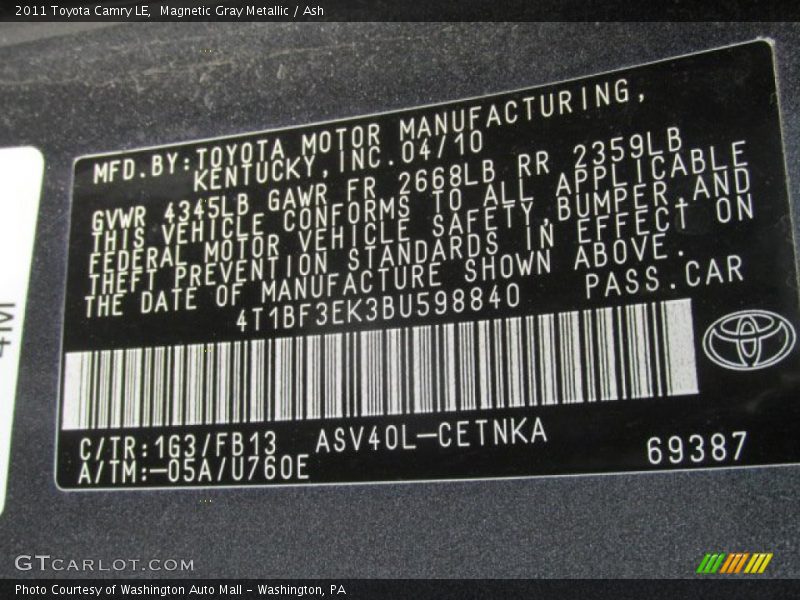 2011 Toyota Camry LE, Magnetic Gray Metallic / Ash
MFD.BY:TOYOTA MOTOR MANUFACTURING,
KENTUCKY,INC.04/10
GVWR 4345LB GAWR FR 2668LB RR 2359LB
THIS VEHICLE CONFORMS TO ALL APPLICABLE
FEDERAL MOTOR VEHICLE SAFETY,BUMPER,AND
THEFT PREVENTION STANDARDS IN EFFECT ON
THE DATE OF MANUFACTURE SHOWN ABOVE.
4T1BF3EK3BU598840 PASS.CAR
C/TR:1G3/FB13 ASV40L-CETNKA
A/TM:-05A/U760E 69387
4M
GTCARLOT.COM
Photo Courtesy of Washington Auto Mall - Washington, PA